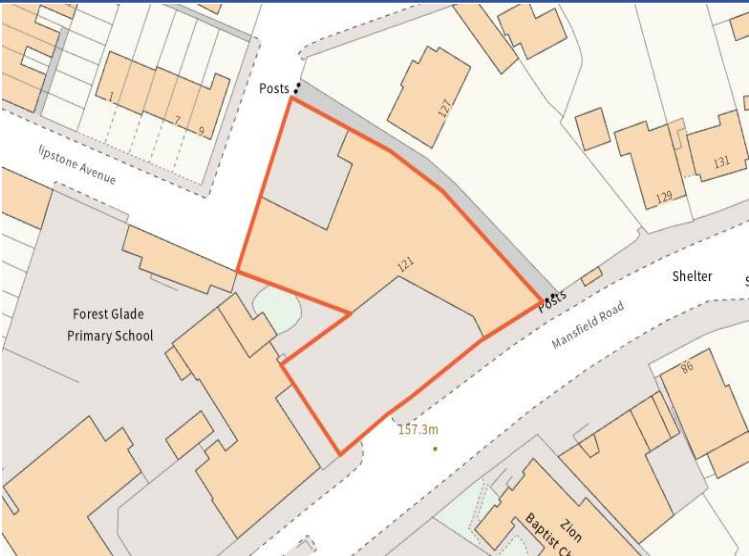 Posts
1
7
9
127
lipstone Avenue
129
131
121
Forest Glade
Primary School
Posts
Shelter
S
Mansfield Road
86
157.3m
Zion
Baptist Ch